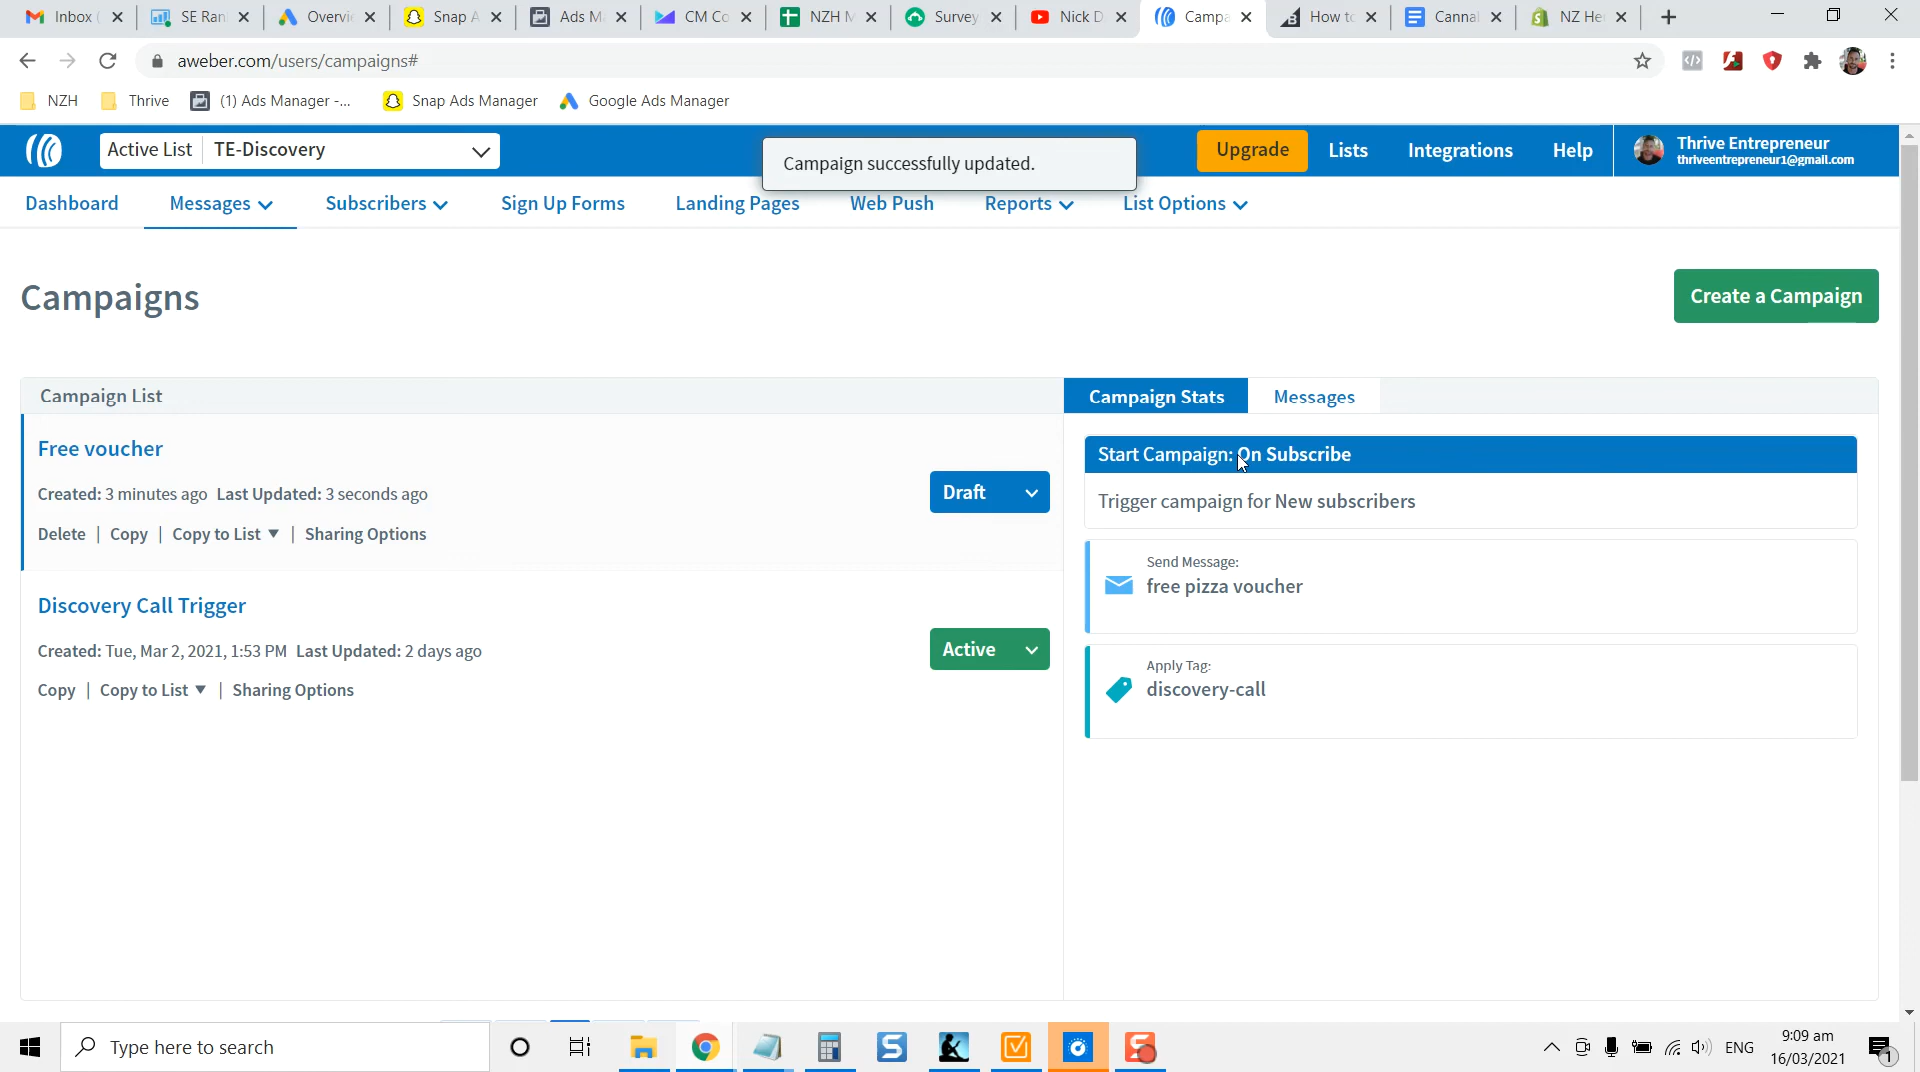 Inbox (
SE Ran
Overvi
Snap A
Ads M
CM Co
NZH M
Survey
Nick D
Campa
How to
Canna
NZ He
aweber.com/users/campaigns#
NZH
Thrive
(1) Ads Manager -...
Snap Ads Manager
Google Ads Manager
Active List
TE-Discovery
Campaign successfully updated.
Upgrade
Lists
Integrations
Help
Thrive Entrepreneur
thriveentrepreneur1@gmail.com
Dashboard
Messages
Subscribers
Sign Up Forms
Landing Pages
Web Push
Reports
List Options
Campaigns
Create a Campaign
Campaign List
Campaign Stats
Messages
Free voucher
Created: 3 minutes ago Last Updated: 3 seconds ago
Delete | Copy | Copy to List ▼ | Sharing Options
Draft
Start Campaign: On Subscribe
Trigger campaign for New subscribers
Send Message:
free pizza voucher
Discovery Call Trigger
Created: Tue, Mar 2, 2021, 1:53 PM Last Updated: 2 days ago
Copy | Copy to List ▼ | Sharing Options
Active
Apply Tag:
discovery-call
Type here to search
ENG
9:09 am
16/03/2021
1